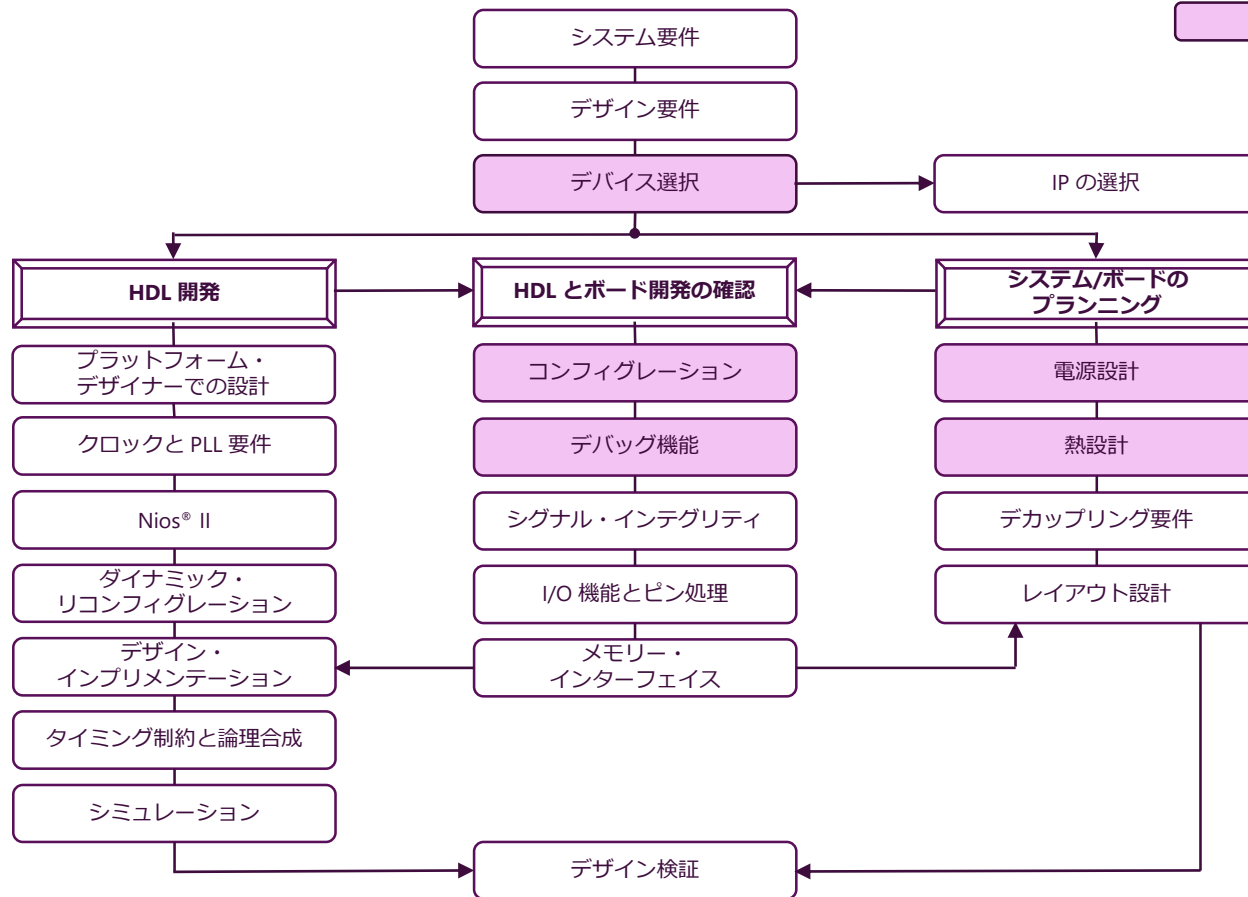 システム要件
デザイン要件
デバイス選択
IP の選択
HDL 開発
HDL とボード開発の確認
システム/ボードの
プランニング
プラットフォーム・
デザイナーでの設計
コンフィグレーション
電源設計
クロックと PLL 要件
デバッグ機能
熱設計
Nios® II
シグナル・インテグリティ
デカップリング要件
ダイナミック・
リコンフィグレーション
I/O 機能とピン処理
レイアウト設計
デザイン・
インプリメンテーション
メモリー・
インターフェイス
タイミング制約と論理合成
シミュレーション
デザイン検証